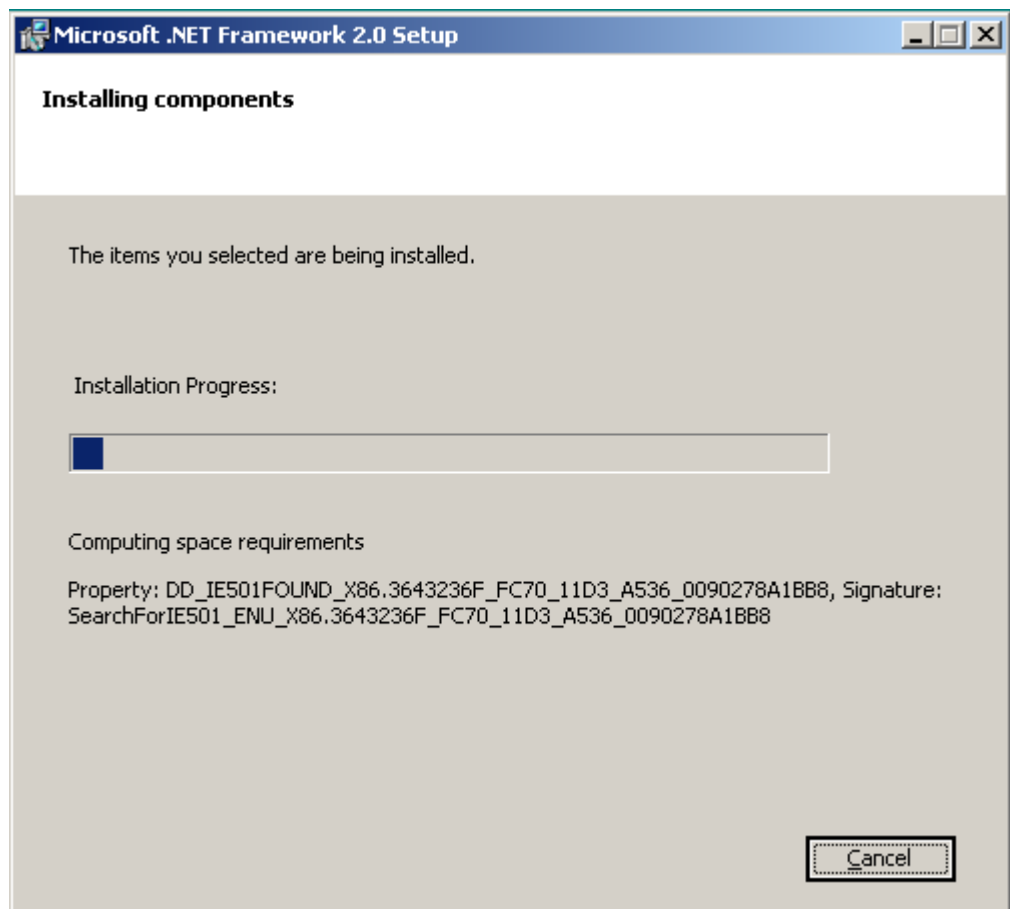 Microsoft .NET Framework 2.0 Setup
Installing components
The items you selected are being installed.
Installation Progress:
Computing space requirements
Property: DD_IE501FOUND_X86.3643236F_FC70_11D3_A536_0090278A1BB8, Signature:
SearchForIE501_ENU_X86.3643236F_FC70_11D3_A536_0090278A1BB8
Cancel